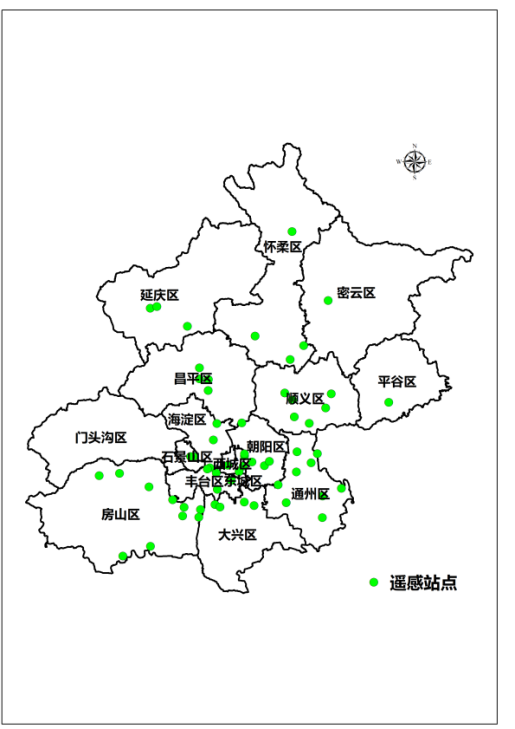 N
W E
S
怀柔区
延庆区
密云区
昌平区
平谷区
顺义区
海淀区
门头沟区
朝阳区
石景山区
西城区
丰台区
东城区
通州区
房山区
大兴区
遥感站点